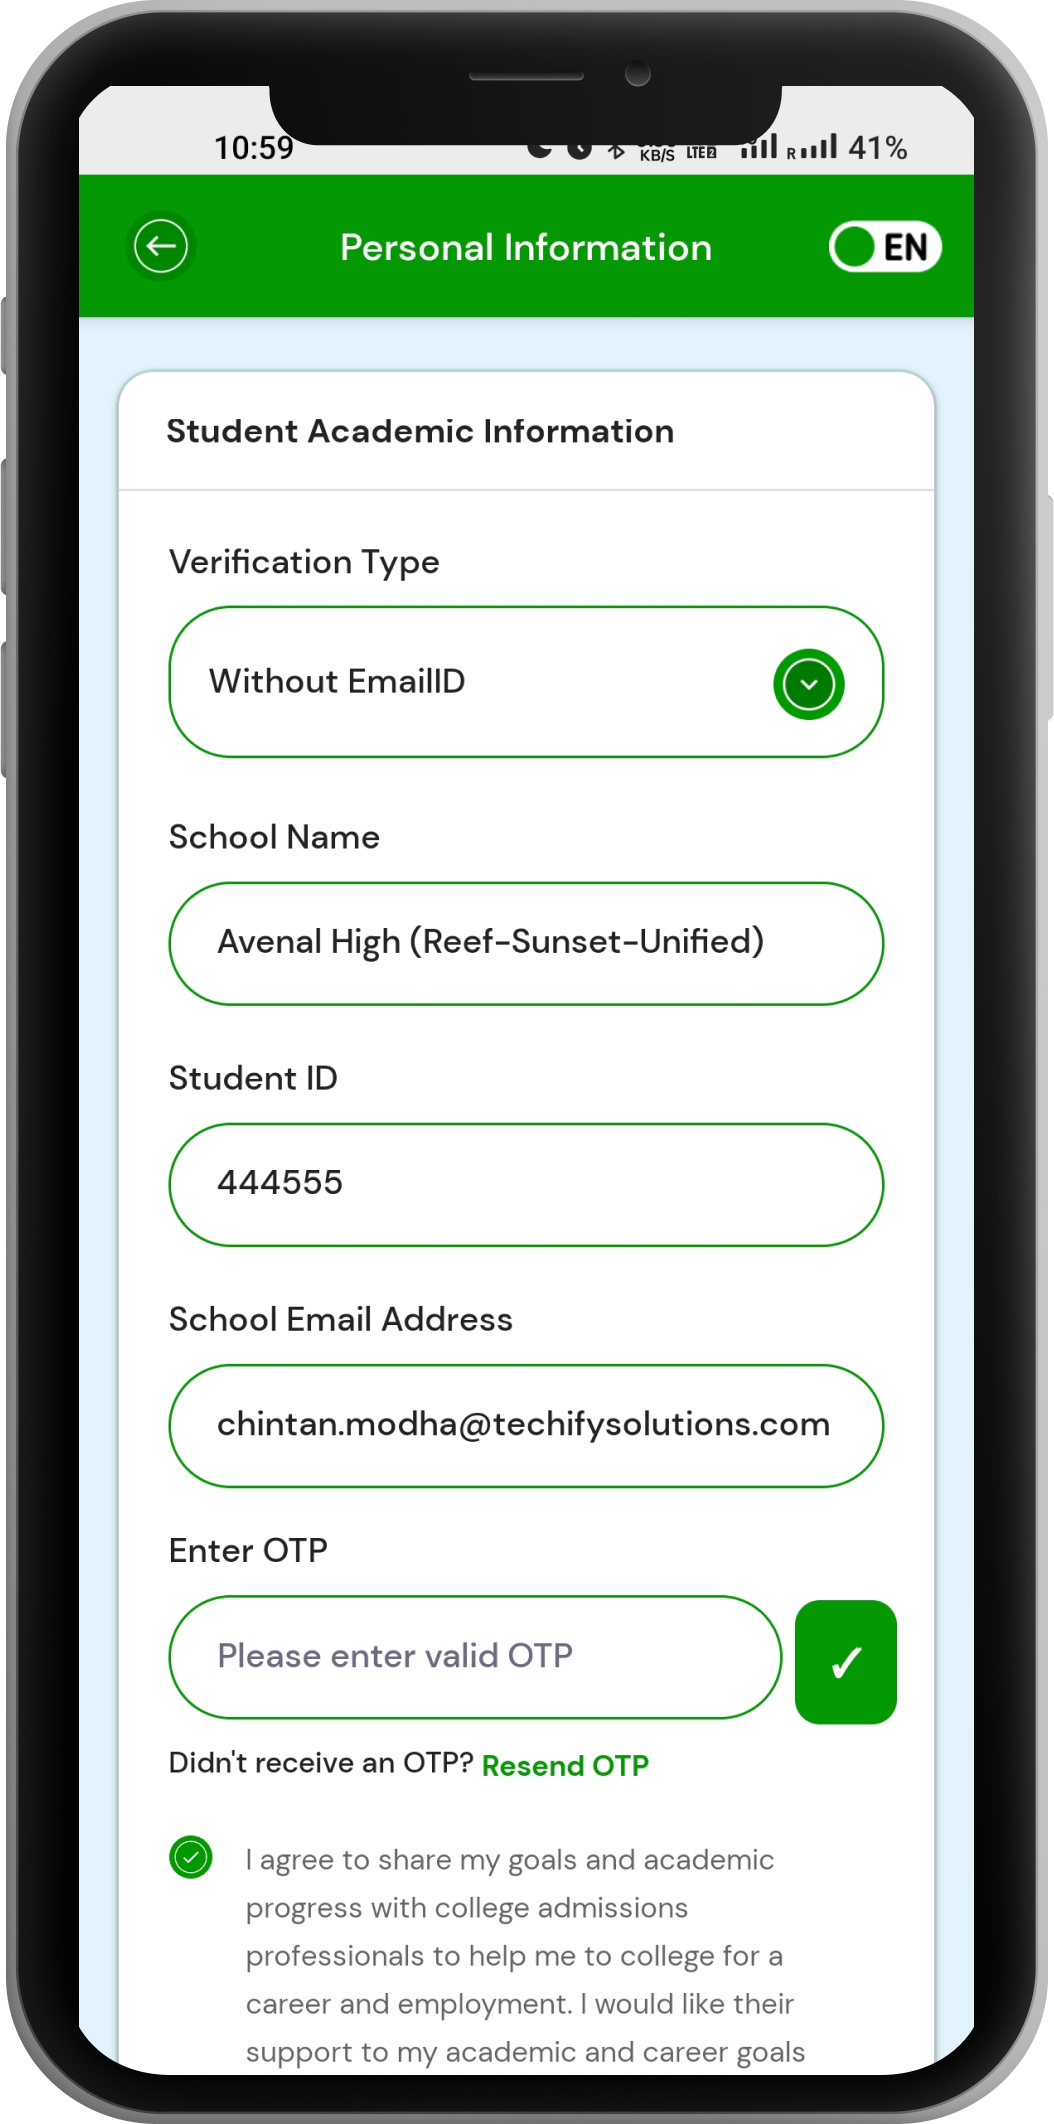 10:59
KB/S LTE 2 R 41%
Personal Information
EN
Student Academic Information
Verification Type
Without EmailID
School Name
Avenal High (Reef-Sunset-Unified)
Student ID
444555
School Email Address
chintan.modha@techifysolutions.com
Enter OTP
Please enter valid OTP
Didn't receive an OTP? Resend OTP
I agree to share my goals and academic
progress with college admissions
professionals to help me to college for a
career and employment. I would like their
support to my academic and career goals